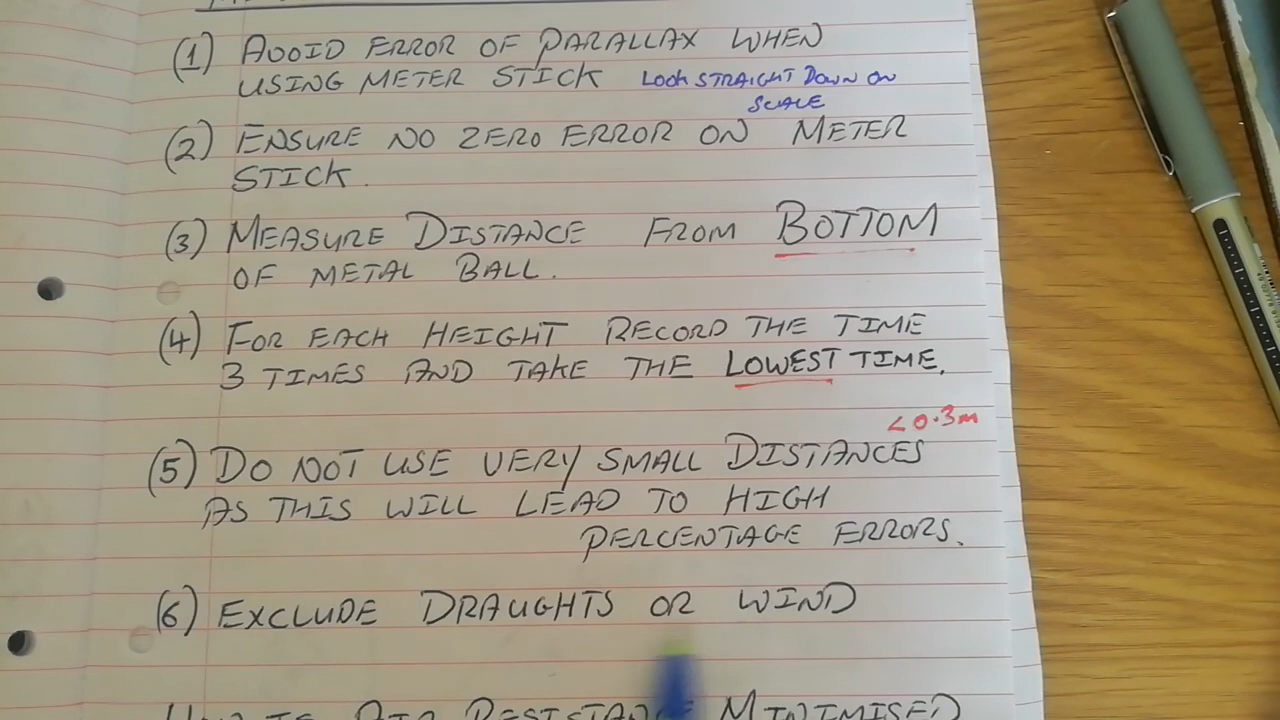 (1) AVOID ERROR OF PARALLAX WHEN
USING METER STICK LOOK STRAIGHT DOWN ON
SCALE
(2) ENSURE NO ZERO ERROR ON METER
STICK.
(3) MEASURE DISTANCE FROM BOTTOM
OF METAL BALL.
(4) FOR EACH HEIGHT RECORD THE TIME
3 TIMES AND TAKE THE LOWEST TIME.
<0.3m
(5) DO NOT USE VERY SMALL DISTANCES
AS THIS WILL LEAD TO HIGH
PERCENTAGE ERRORS.
(6) EXCLUDE DRAUGHTS OR WIND
AIR RESISTANCE MINIMISED